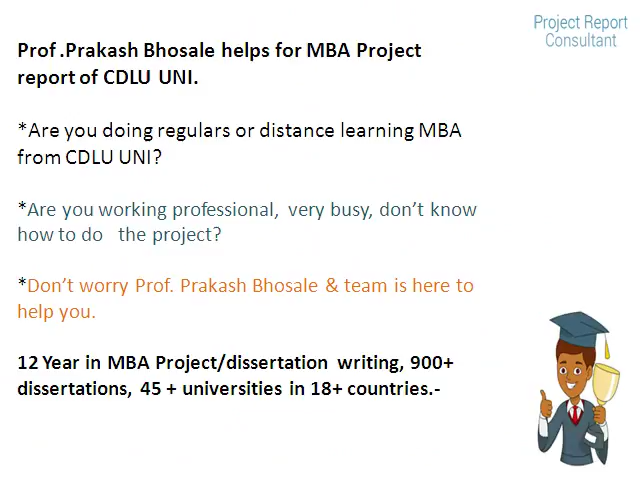 Project Report
Consultant
Prof .Prakash Bhosale helps for MBA Project
report of CDLU UNI.
*Are you doing regulars or distance learning MBA
from CDLU UNI?
*Are you working professional, very busy, don’t know
how to do the project?
*Don’t worry Prof. Prakash Bhosale & team is here to
help you.
12 Year in MBA Project/dissertation writing, 900+
dissertations, 45 + universities in 18+ countries.-